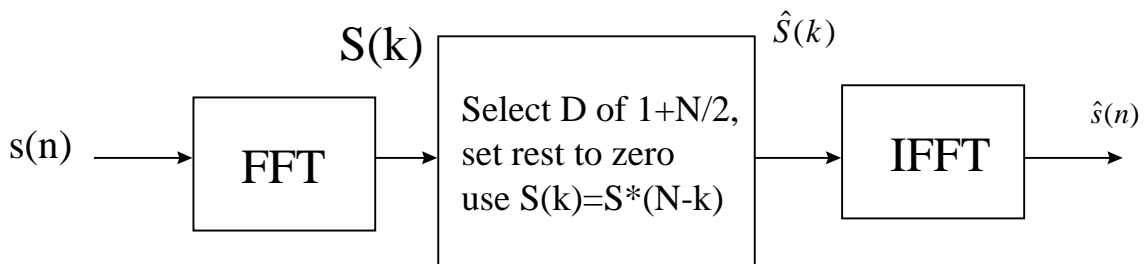 s(n)
FFT
S(k)
Select D of 1+N/2,
set rest to zero
use S(k)=S*(N-k)
Ŝ(k)
IFFT
ŝ(n)